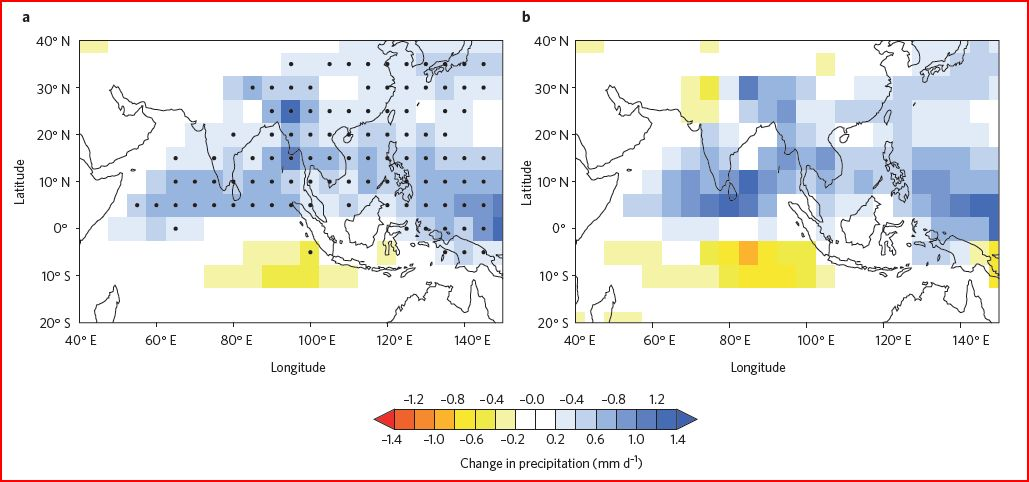 a
b
40° N
30° N
20° N
10° N
0°
10° S
20° S
Latitude
40° E
60° E
80° E
100° E
120° E
140° E
Longitude
40° N
30° N
20° N
10° N
0°
10° S
20° S
Latitude
40° E
60° E
80° E
100° E
120° E
140° E
Longitude
–1.2 –0.8 –0.4 –0.0 –0.4 –0.8 1.2
–1.4 –1.0 –0.6 –0.2 0.2 0.6 1.0 1.4
Change in precipitation (mm d⁻¹)